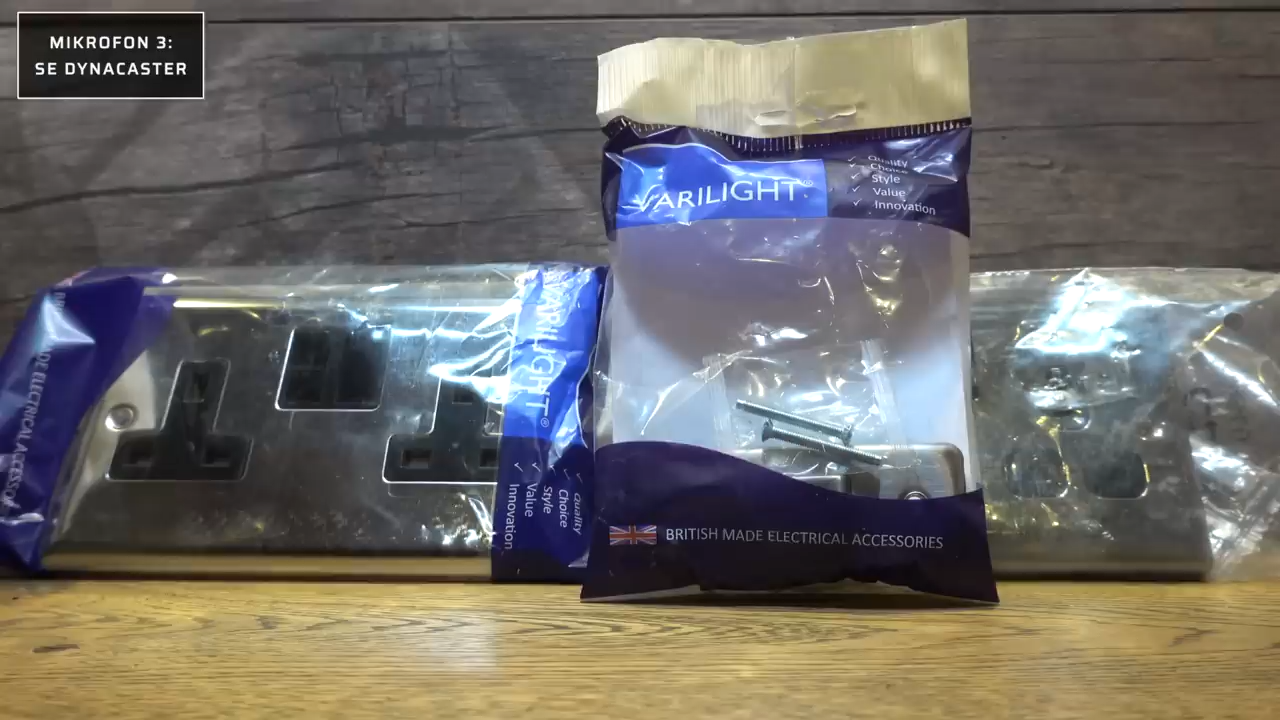 MIKROFON 3:
SE DYNACASTER
VARILIGHT®
✓ Quality
✓ Choice
✓ Style
✓ Value
✓ Innovation
BRITISH MADE ELECTRICAL ACCESSORIES
VARILIGHT®
✓ Quality
✓ Choice
✓ Style
✓ Value
✓ Innovation
ELECTRICAL